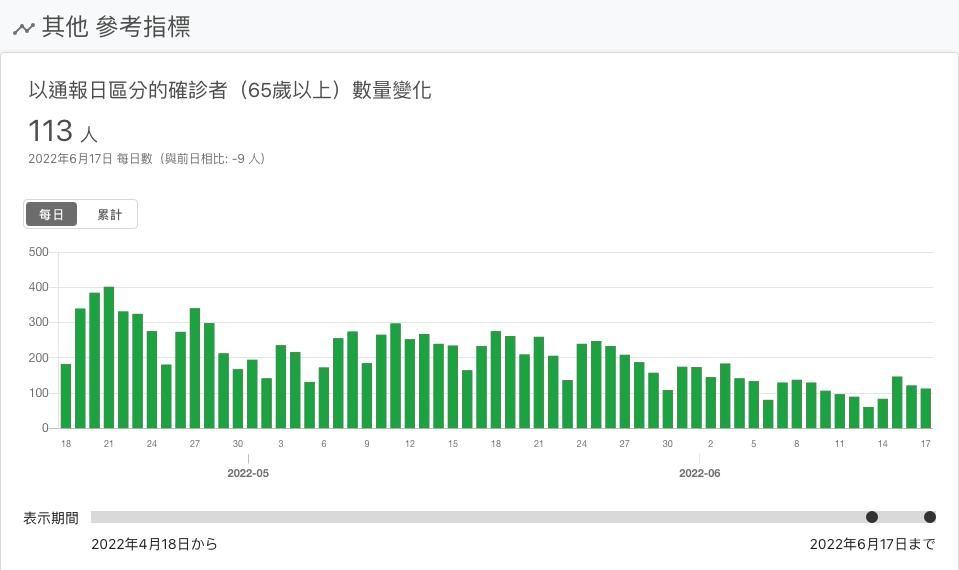 其他 參考指標
以通報日區分的確診者（65歲以上）數量變化
113 人
2022年6月17日 每日數（與前日相比: -9 人）
每日 累計
500
400
300
200
100
0
18 21 24 27 30 3 6 9 12 15 18 21 24 27 30 2 5 8 11 14 17
2022-05 2022-06
表示期間
2022年4月18日から 2022年6月17日まで